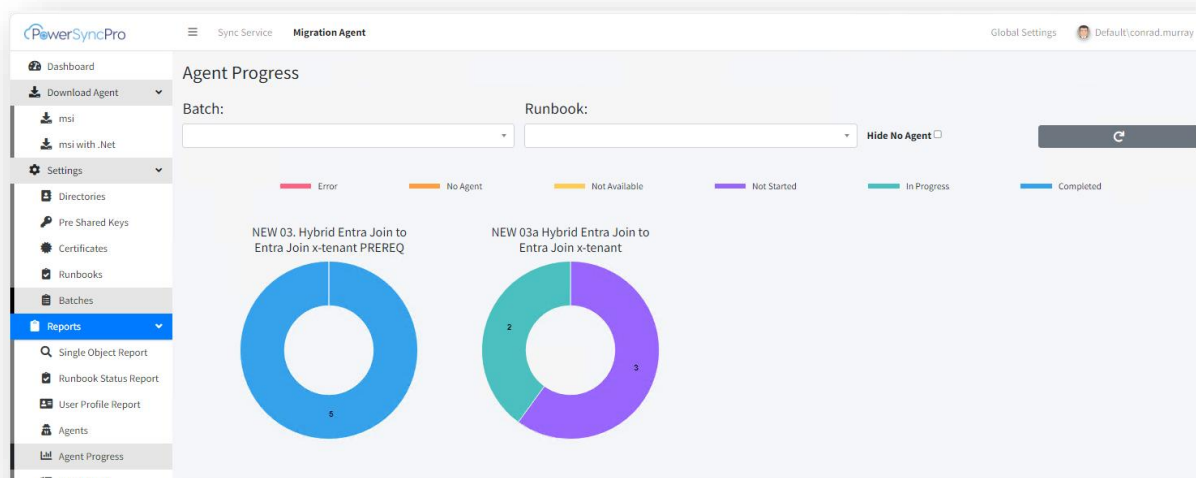 PowerSyncPro
Sync Service
Migration Agent
Global Settings
Default\conrad.murray
Dashboard
Download Agent
msi
msi with .Net
Settings
Directories
Pre Shared Keys
Certificates
Runbooks
Batches
Reports
Single Object Report
Runbook Status Report
User Profile Report
Agents
Agent Progress
Agent Progress
Batch:
Runbook:
Hide No Agent
Error
No Agent
Not Available
Not Started
In Progress
Completed
NEW 03. Hybrid Entra Join to
Entra Join x-tenant PREREQ
5
NEW 03a Hybrid Entra Join to
Entra Join x-tenant
2
3